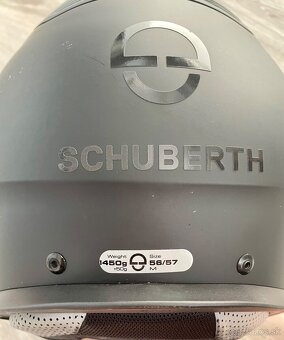 SCHUBERTH
Weight Size
1450g 56/57
±50g M